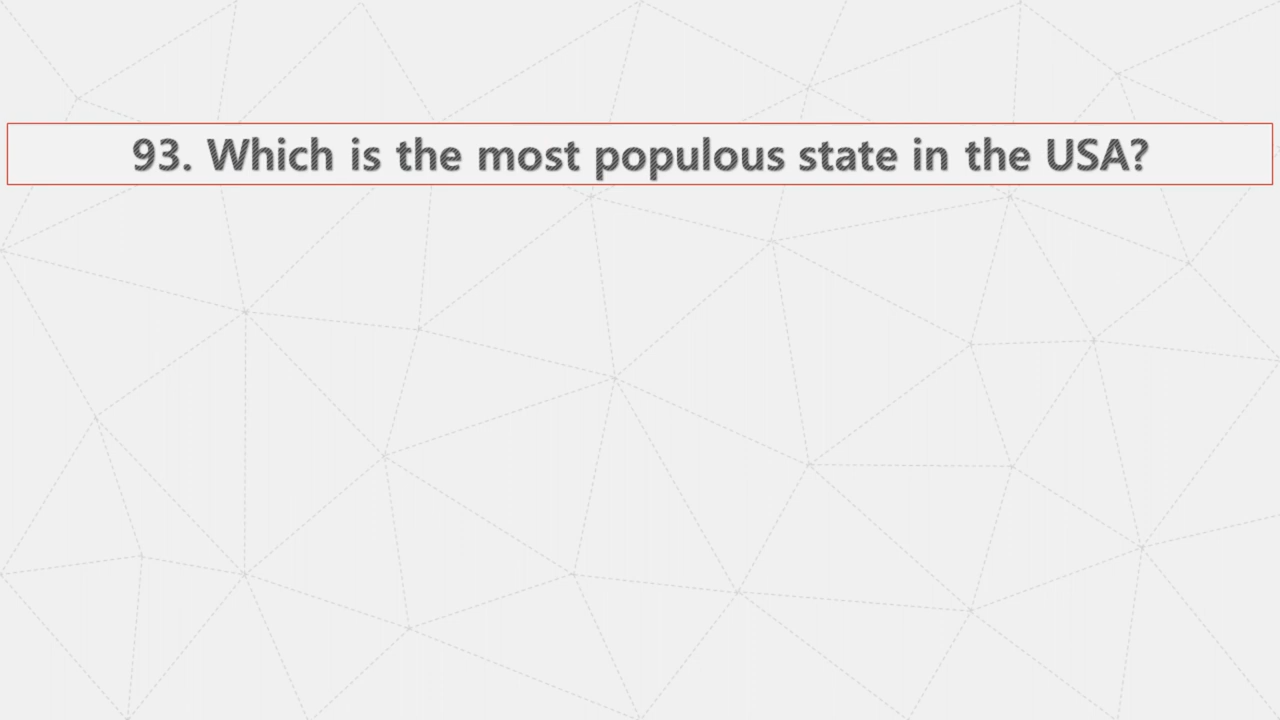 93. Which is the most populous state in the USA?